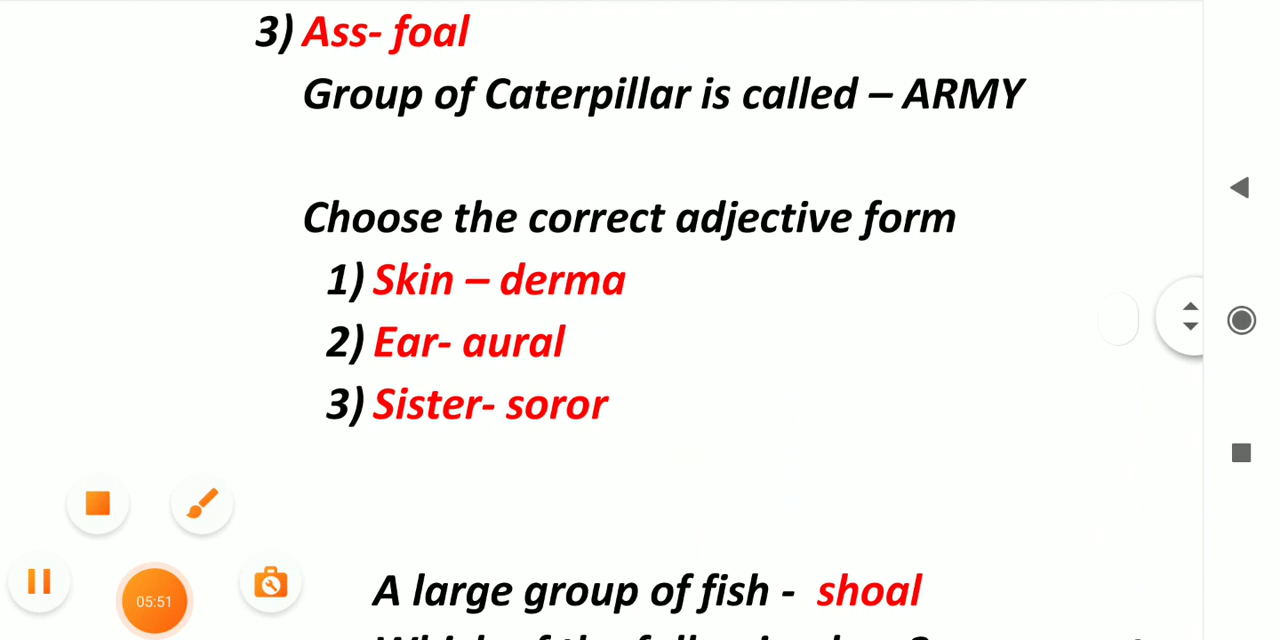 3) Ass- foal
Group of Caterpillar is called – ARMY
Choose the correct adjective form
1) Skin – derma
2) Ear- aural
3) Sister- soror
05:51
A large group of fish - shoal